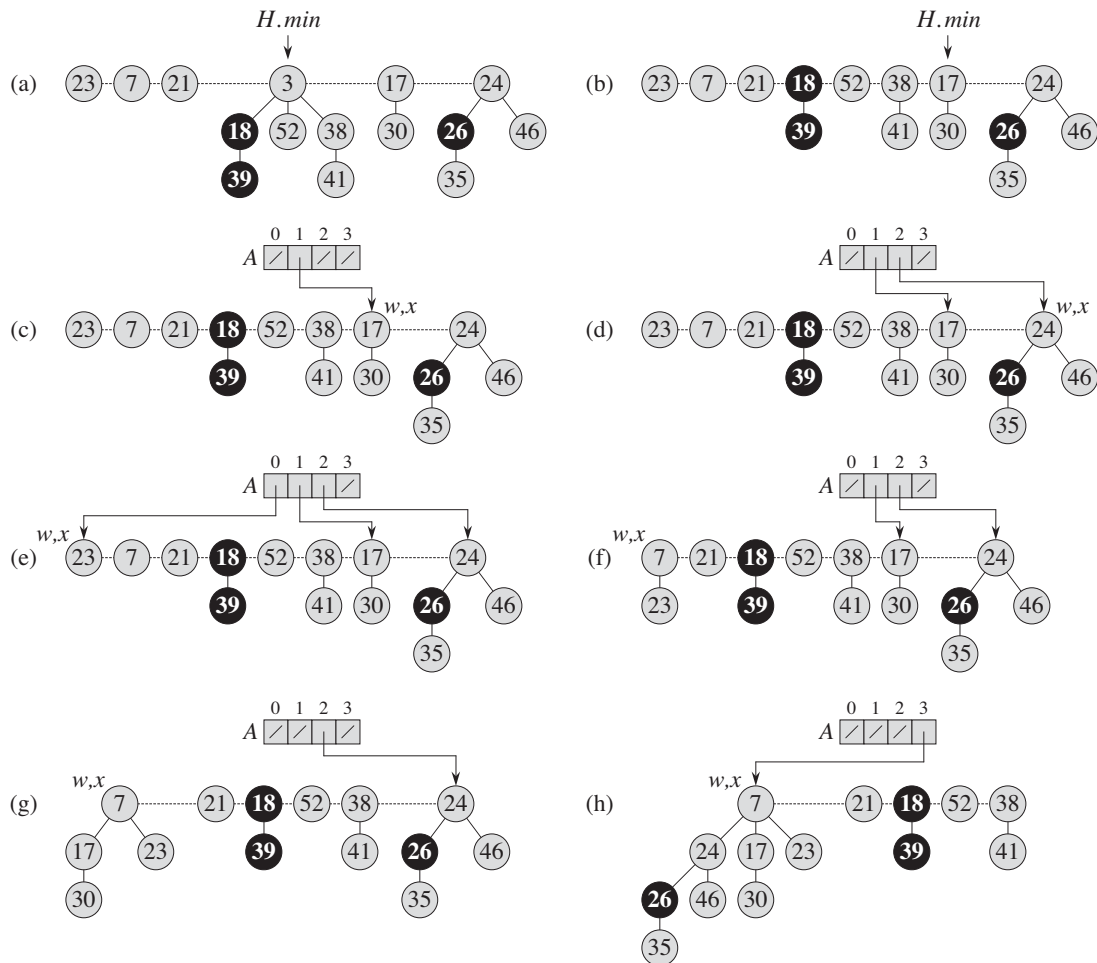 H.min H.min
(a) 23 7 21 3 17 24 (b) 23 7 21 18 52 38 17 24
18 52 38 30 26 46 39 41 30 26 46
39 41 35 35
0 1 2 3 0 1 2 3
A A
w,x w,x
(c) 23 7 21 18 52 38 17 24 (d) 23 7 21 18 52 38 17 24
39 41 30 26 46 39 41 30 26 46
35 35
0 1 2 3 0 1 2 3
A A
w,x w,x
(e) 23 7 21 18 52 38 17 24 (f) 7 21 18 52 38 17 24
39 41 30 26 46 23 39 41 30 26 46
35 35
0 1 2 3 0 1 2 3
A A
w,x w,x
(g) 7 21 18 52 38 24 (h) 7 21 18 52 38
17 23 39 41 26 46 24 17 23 39 41
30 35 26 46 30
35